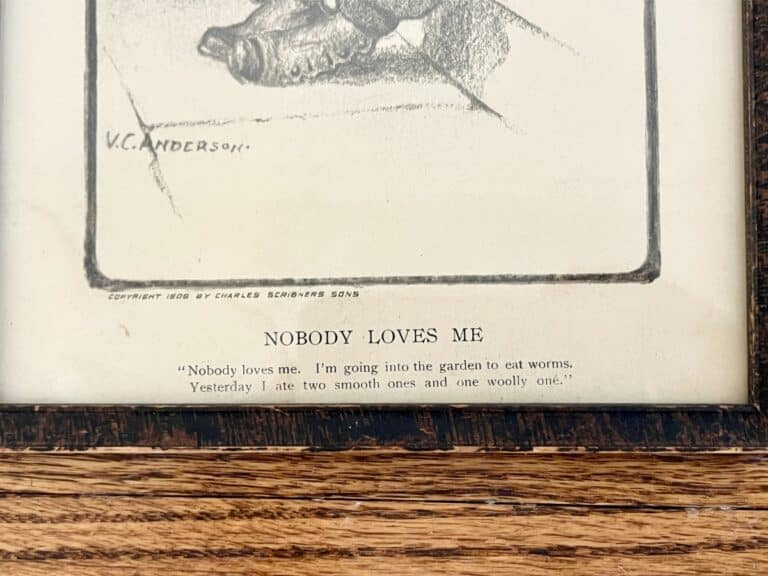 V.C. ANDERSON.
COPYRIGHT 1906 BY CHARLES SCRIBNERS SONS
NOBODY LOVES ME
"Nobody loves me. I'm going into the garden to eat worms.
Yesterday I ate two smooth ones and one woolly one."